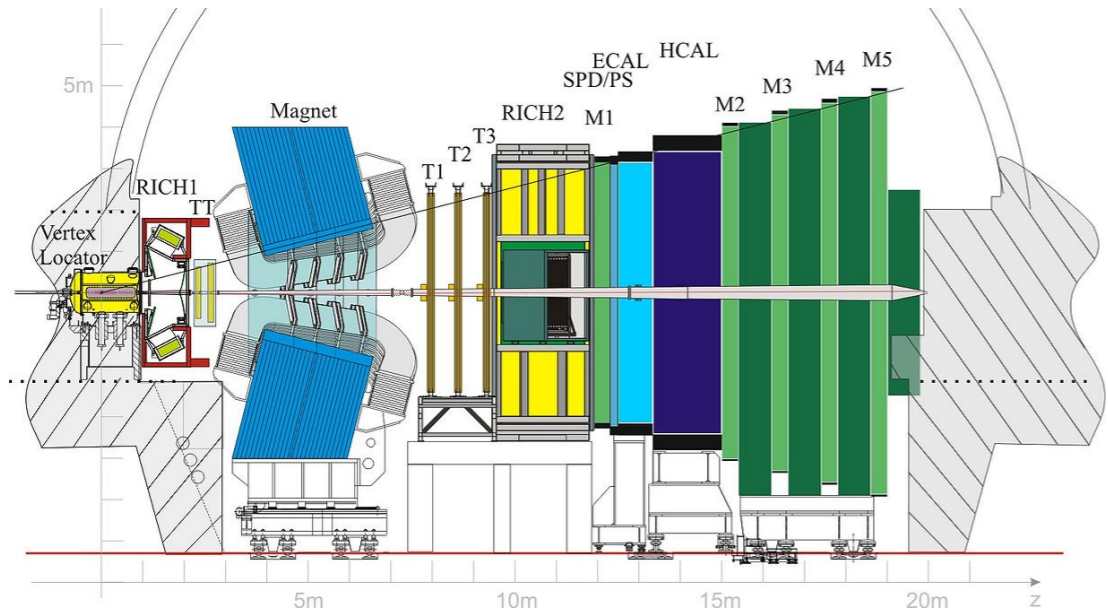 5m
Vertex
Locator
RICH1
TT
Magnet
T1
T2
T3
RICH2
M1
SPD/PS
ECAL
HCAL
M2
M3
M4
M5
5m
10m
15m
20m
z